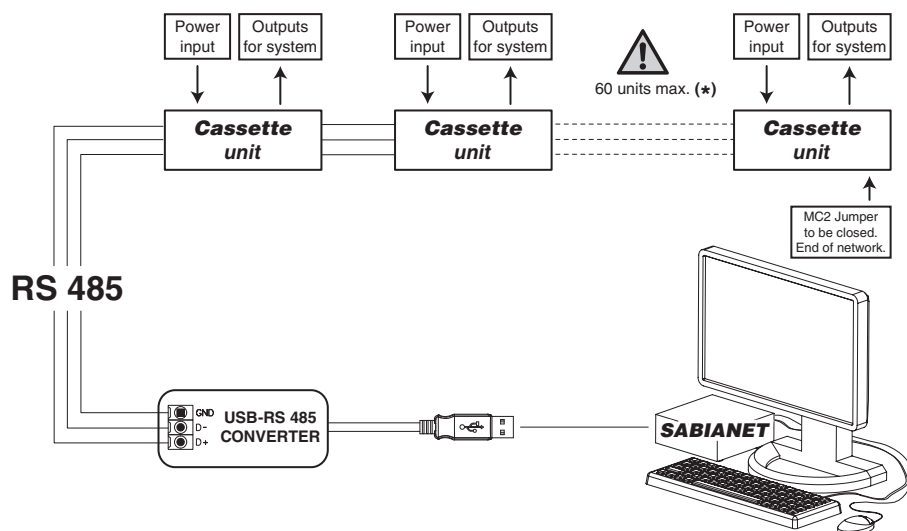 Power
input
Outputs
for system
Power
input
Outputs
for system
60 units max. (*)
Power
input
Outputs
for system
Cassette
unit
Cassette
unit
Cassette
unit
MC2 Jumper
to be closed.
End of network.
RS 485
GND
D-
D+
USB-RS 485
CONVERTER
SABIANET